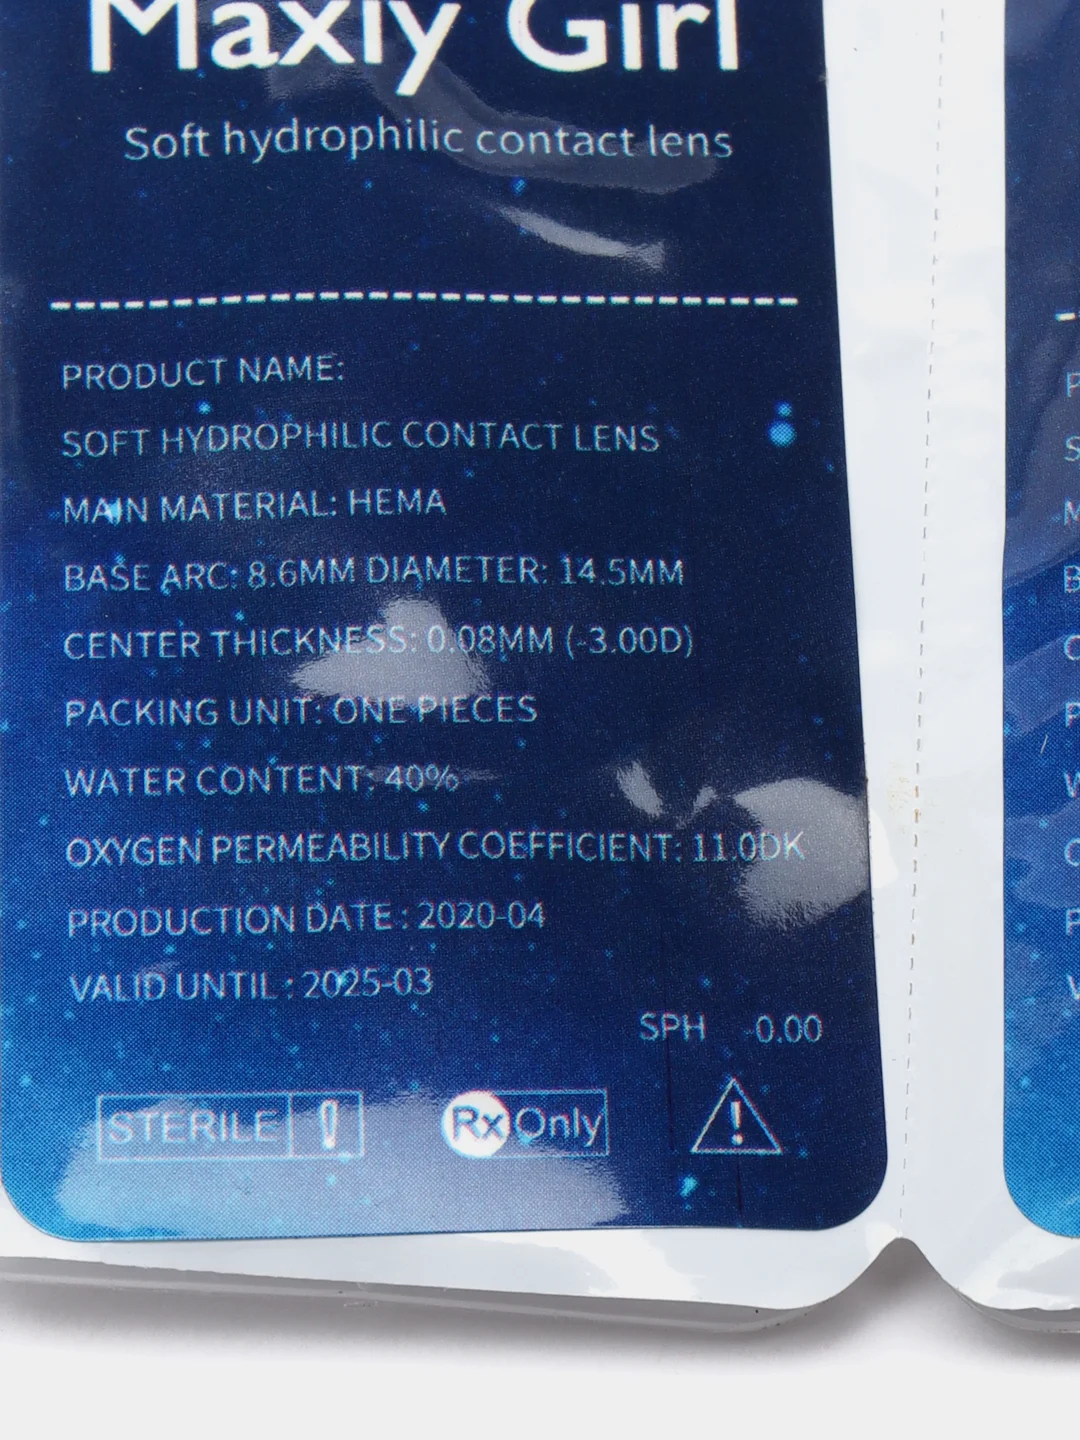 Maxly Girl
Soft hydrophilic contact lens
PRODUCT NAME:
SOFT HYDROPHILIC CONTACT LENS
MAIN MATERIAL: HEMA
BASE ARC: 8.6MM DIAMETER: 14.5MM
CENTER THICKNESS: 0.08MM (-3.00D)
PACKING UNIT: ONE PIECES
WATER CONTENT: 40%
OXYGEN PERMEABILITY COEFFICIENT: 11.0DK
PRODUCTION DATE : 2020-04
VALID UNTIL : 2025-03
SPH -0.00
STERILE !
Rx Only
!